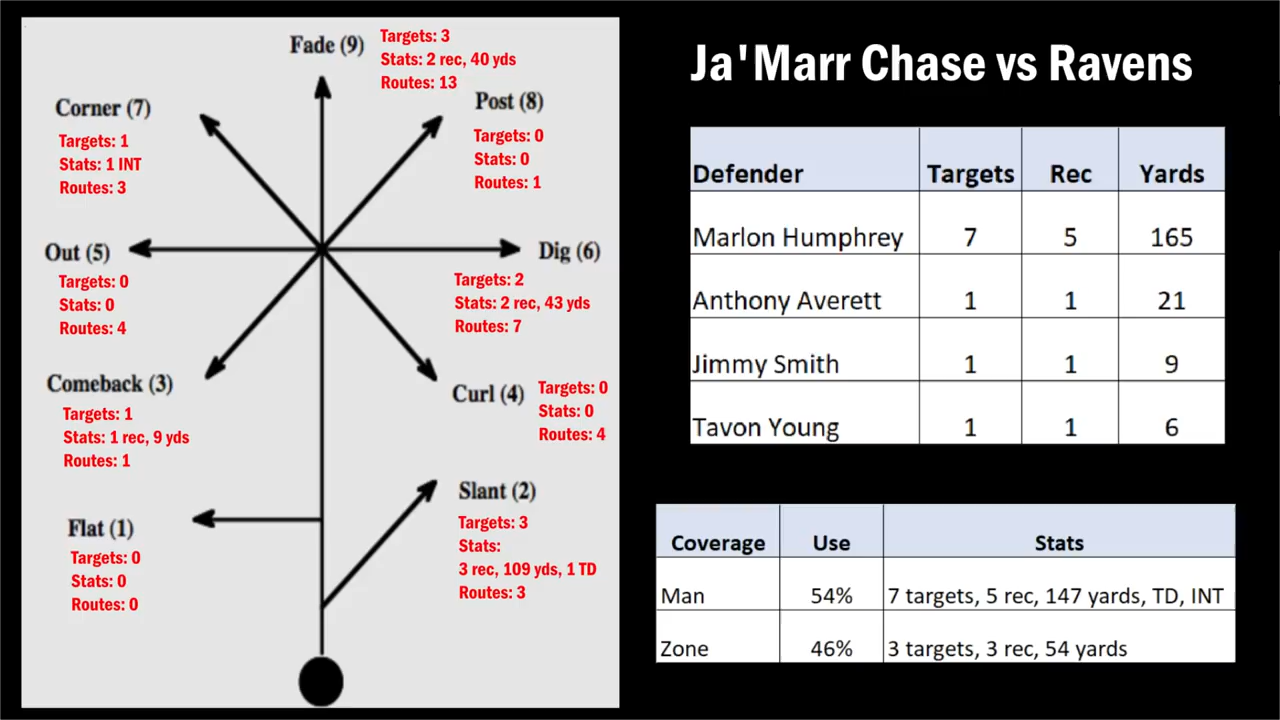 Ja'Marr Chase vs Ravens
Fade (9)
Targets: 3
Stats: 2 rec, 40 yds
Routes: 13
Corner (7)
Targets: 1
Stats: 1 INT
Routes: 3
Post (8)
Targets: 0
Stats: 0
Routes: 1
Out (5)
Targets: 0
Stats: 0
Routes: 4
Dig (6)
Targets: 2
Stats: 2 rec, 43 yds
Routes: 7
Comeback (3)
Targets: 1
Stats: 1 rec, 9 yds
Routes: 1
Curl (4)
Targets: 0
Stats: 0
Routes: 4
Flat (1)
Targets: 0
Stats: 0
Routes: 0
Slant (2)
Targets: 3
Stats:
3 rec, 109 yds, 1 TD
Routes: 3
Defender Targets Rec Yards
Marlon Humphrey 7 5 165
Anthony Averett 1 1 21
Jimmy Smith 1 1 9
Tavon Young 1 1 6
Coverage Use Stats
Man 54% 7 targets, 5 rec, 147 yards, TD, INT
Zone 46% 3 targets, 3 rec, 54 yards